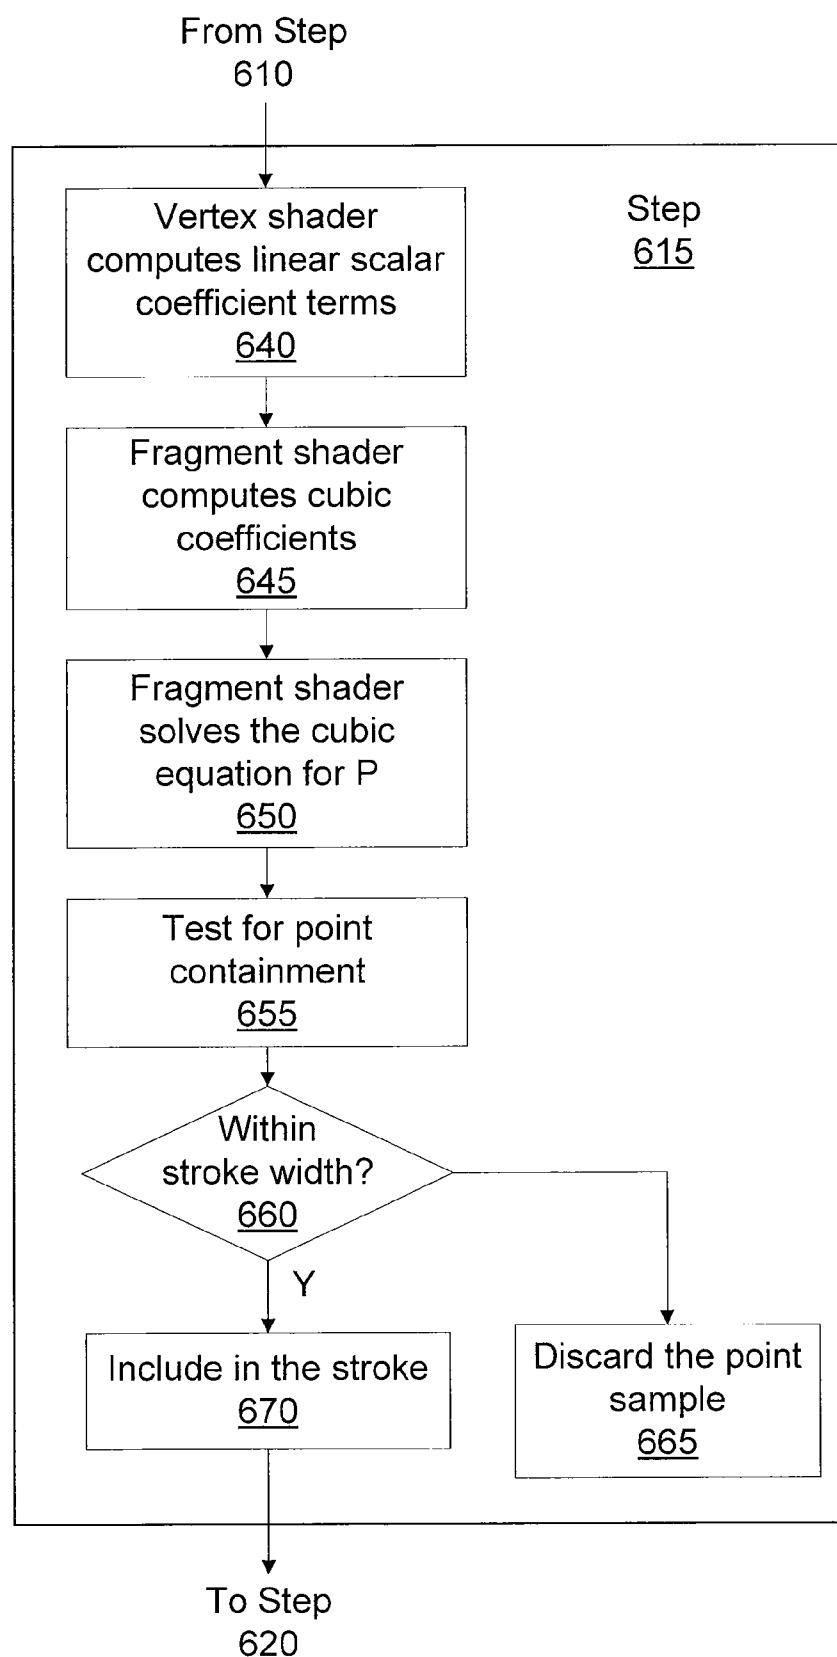 From Step
610
Step
615
Vertex shader
computes linear scalar
coefficient terms
640
Fragment shader
computes cubic
coefficients
645
Fragment shader
solves the cubic
equation for P
650
Test for point
containment
655
Within
stroke width?
660
Y
Include in the stroke
670
Discard the point
sample
665
To Step
620